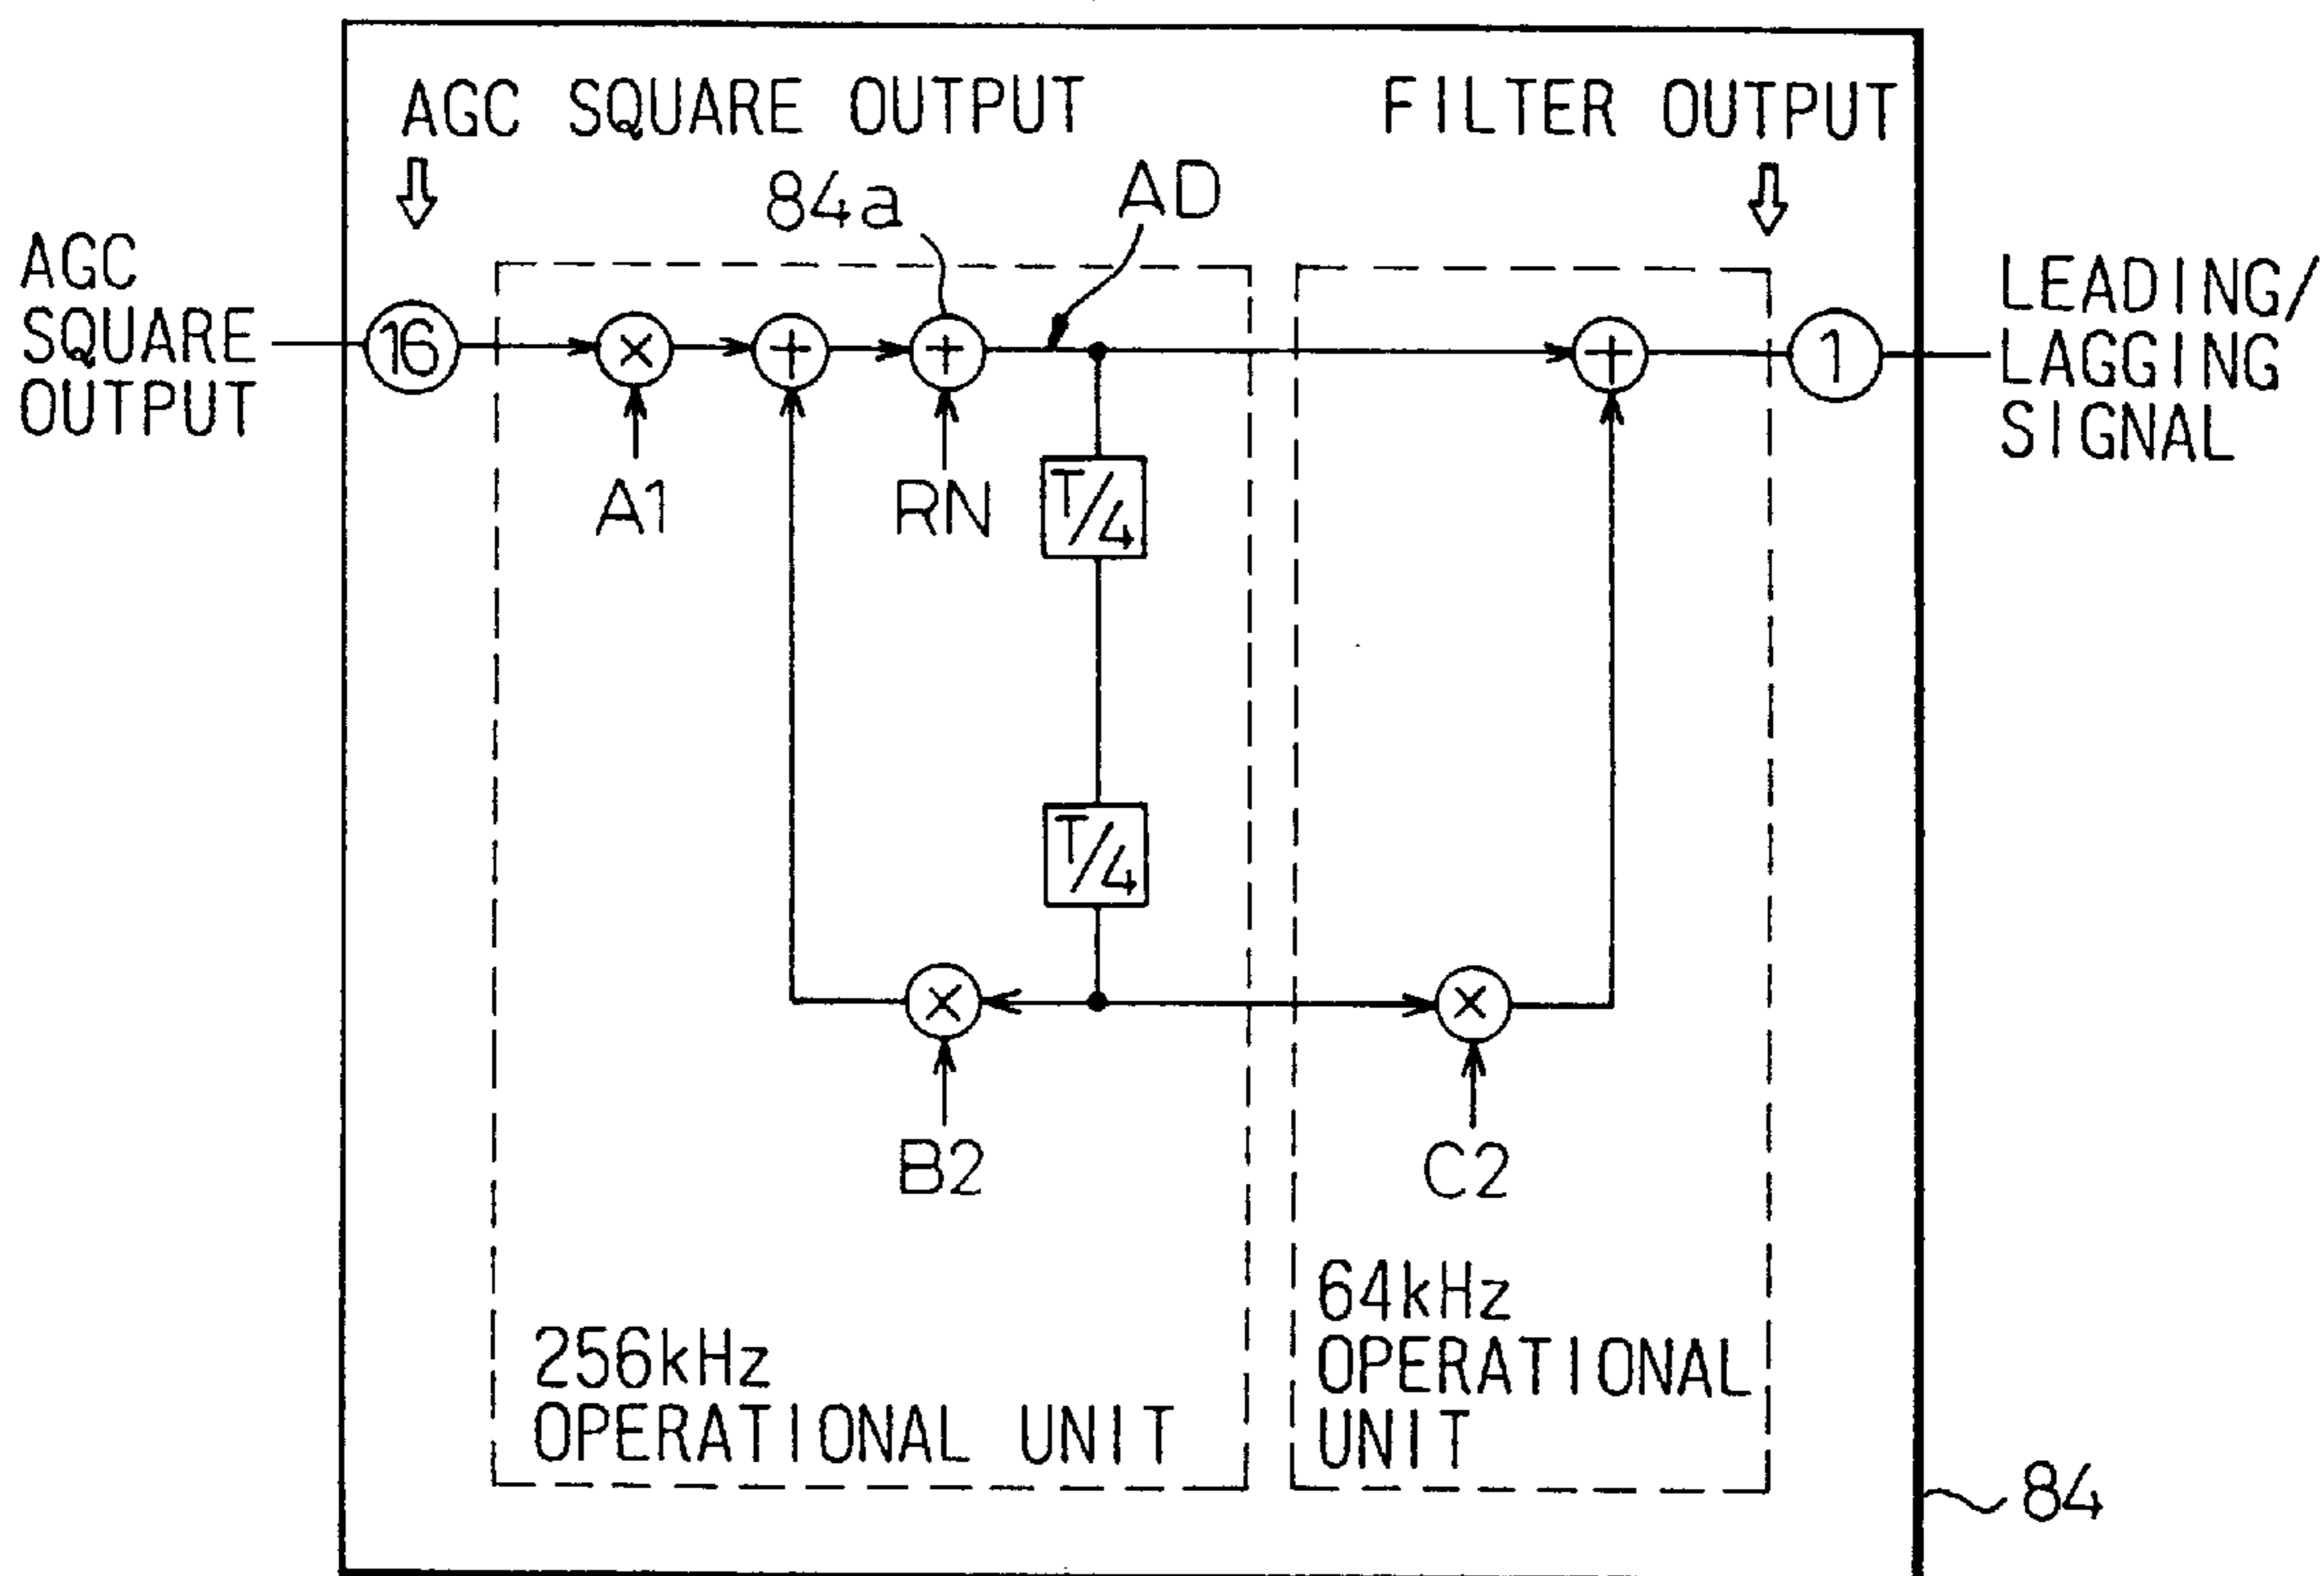 AGC SQUARE OUTPUT
FILTER OUTPUT
84a
AD
AGC
SQUARE
OUTPUT
16
1
LEADING/
LAGGING
SIGNAL
A1
RN
T/4
T/4
B2
C2
256kHz
OPERATIONAL UNIT
64kHz
OPERATIONAL
UNIT
84